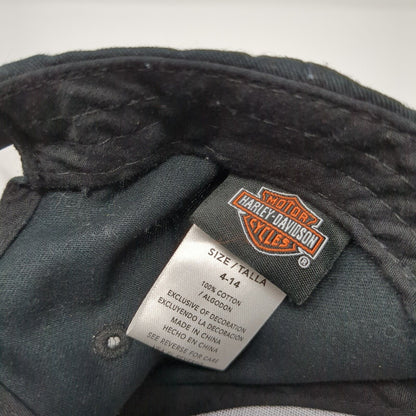 MOTOR
HARLEY-DAVIDSON
CYCLES
®
SIZE/TALLA
4-14
100% COTTON
/ ALGODON
EXCLUSIVE OF DECORATION
EXCLUYENDO LA DECORACIÓN
MADE IN CHINA
HECHO EN CHINA
SEE REVERSE FOR CARE